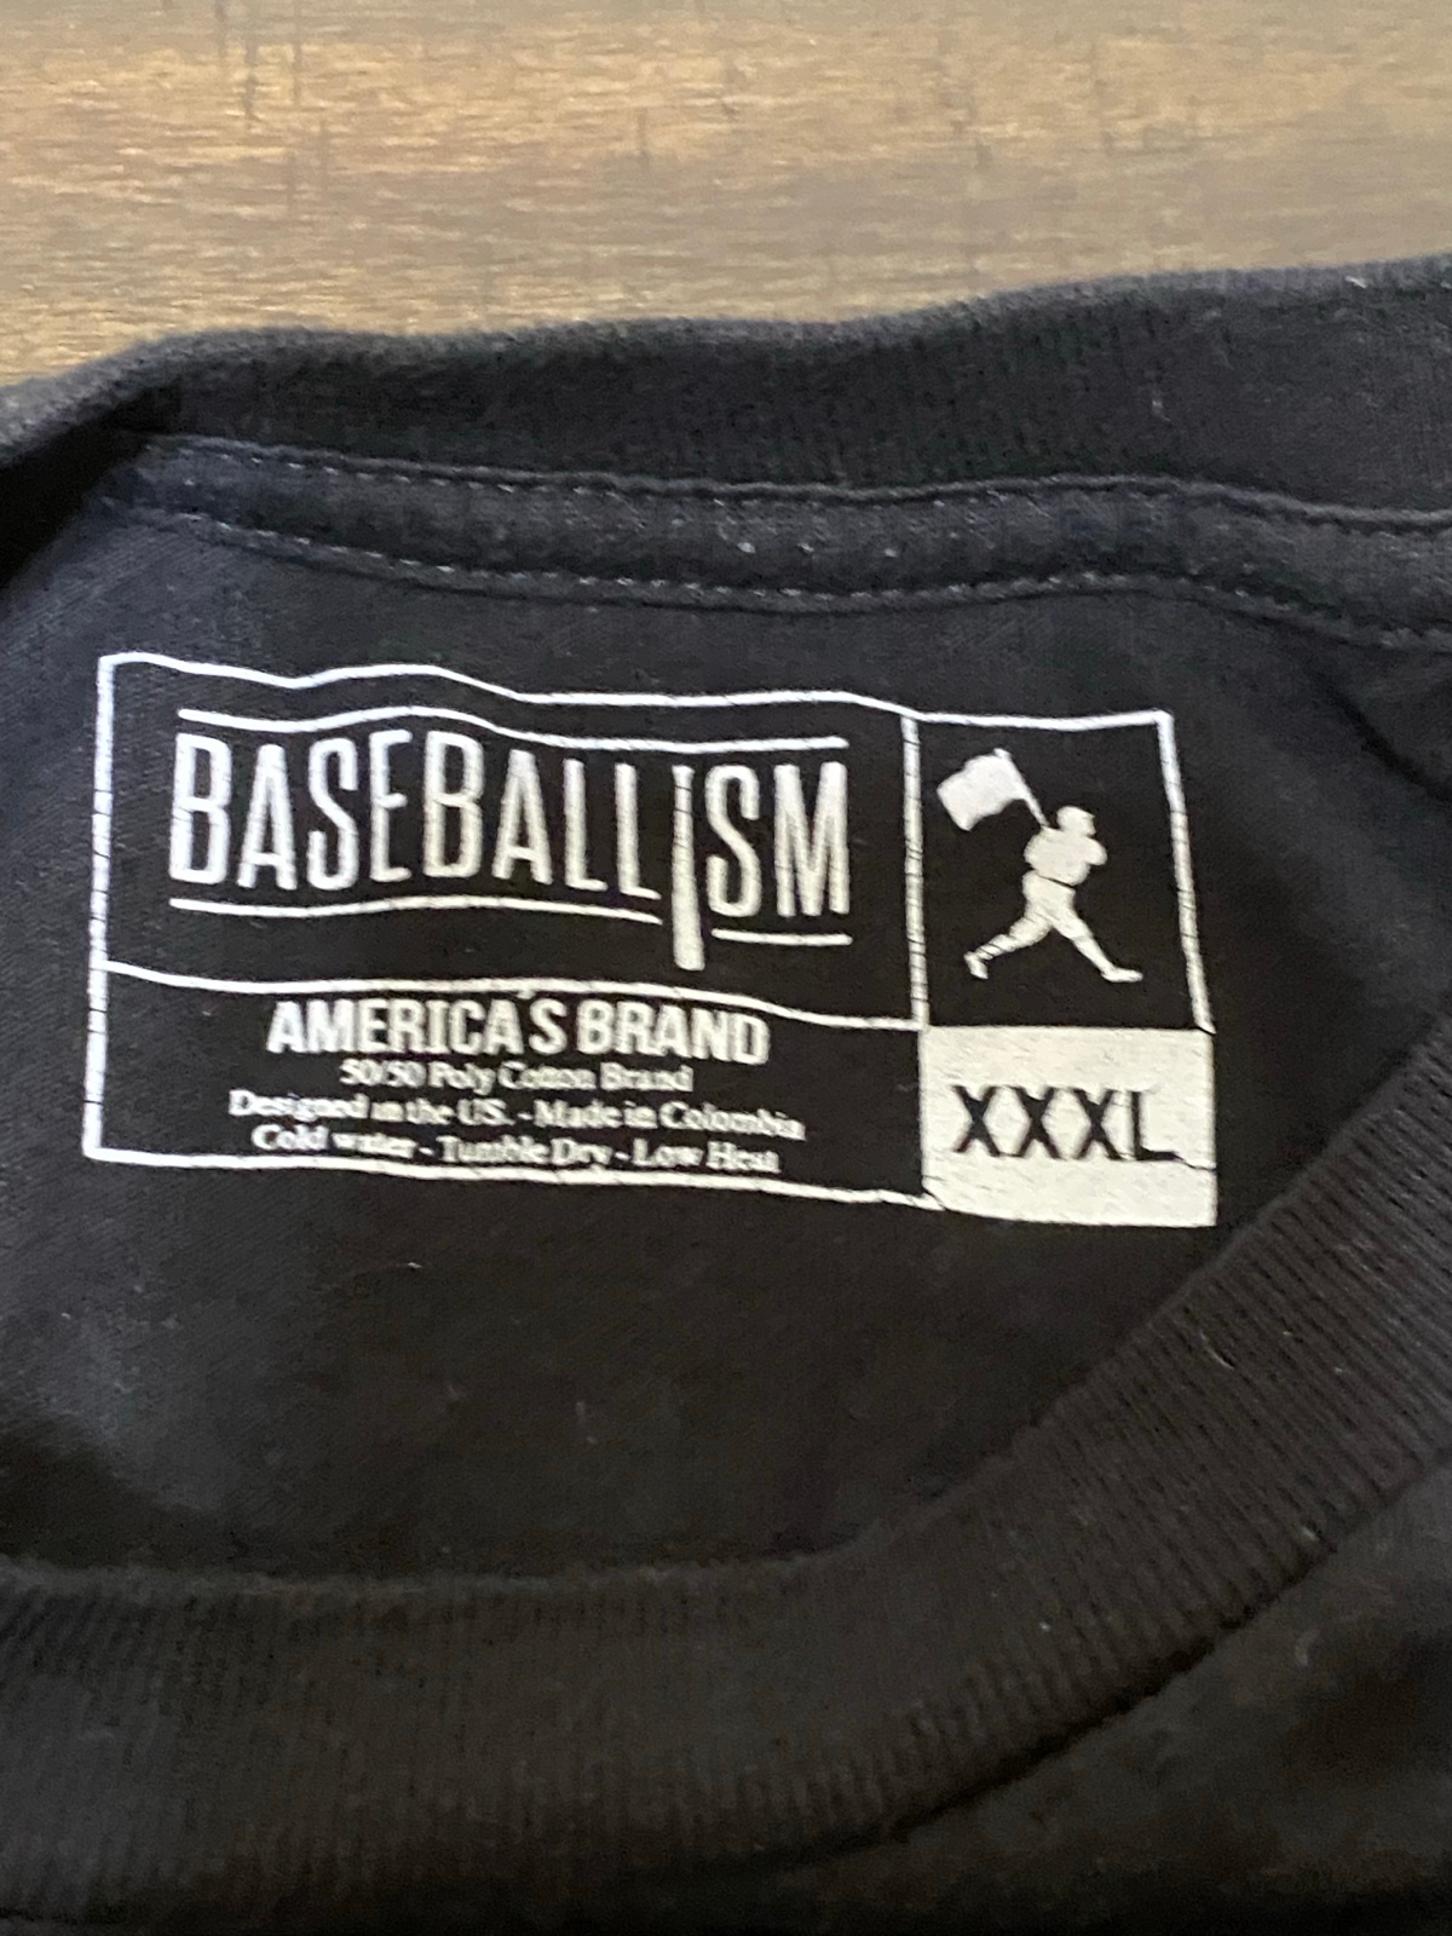 BASEBALLISM
AMERICA'S BRAND
50/50 Poly Cotton Brand
Designed in the US. - Made in Colombia
Cold water - Tumble Dry - Low Heat
XXXL